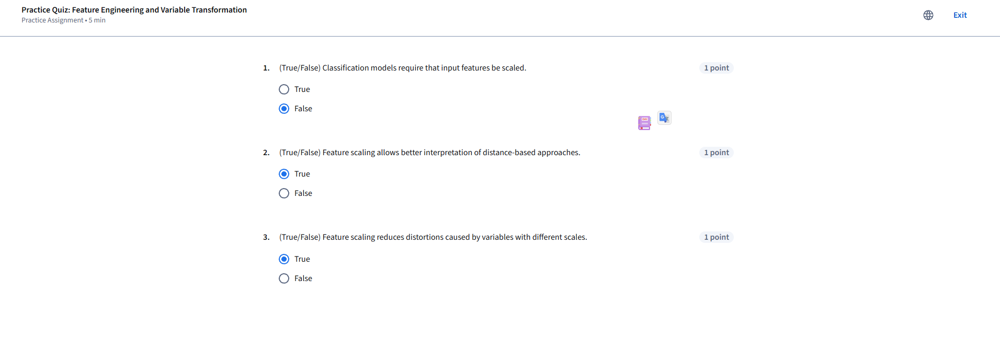 Practice Quiz: Feature Engineering and Variable Transformation
Practice Assignment • 5 min
Exit
1. (True/False) Classification models require that input features be scaled. 1 point
True
False
2. (True/False) Feature scaling allows better interpretation of distance-based approaches. 1 point
True
False
3. (True/False) Feature scaling reduces distortions caused by variables with different scales. 1 point
True
False